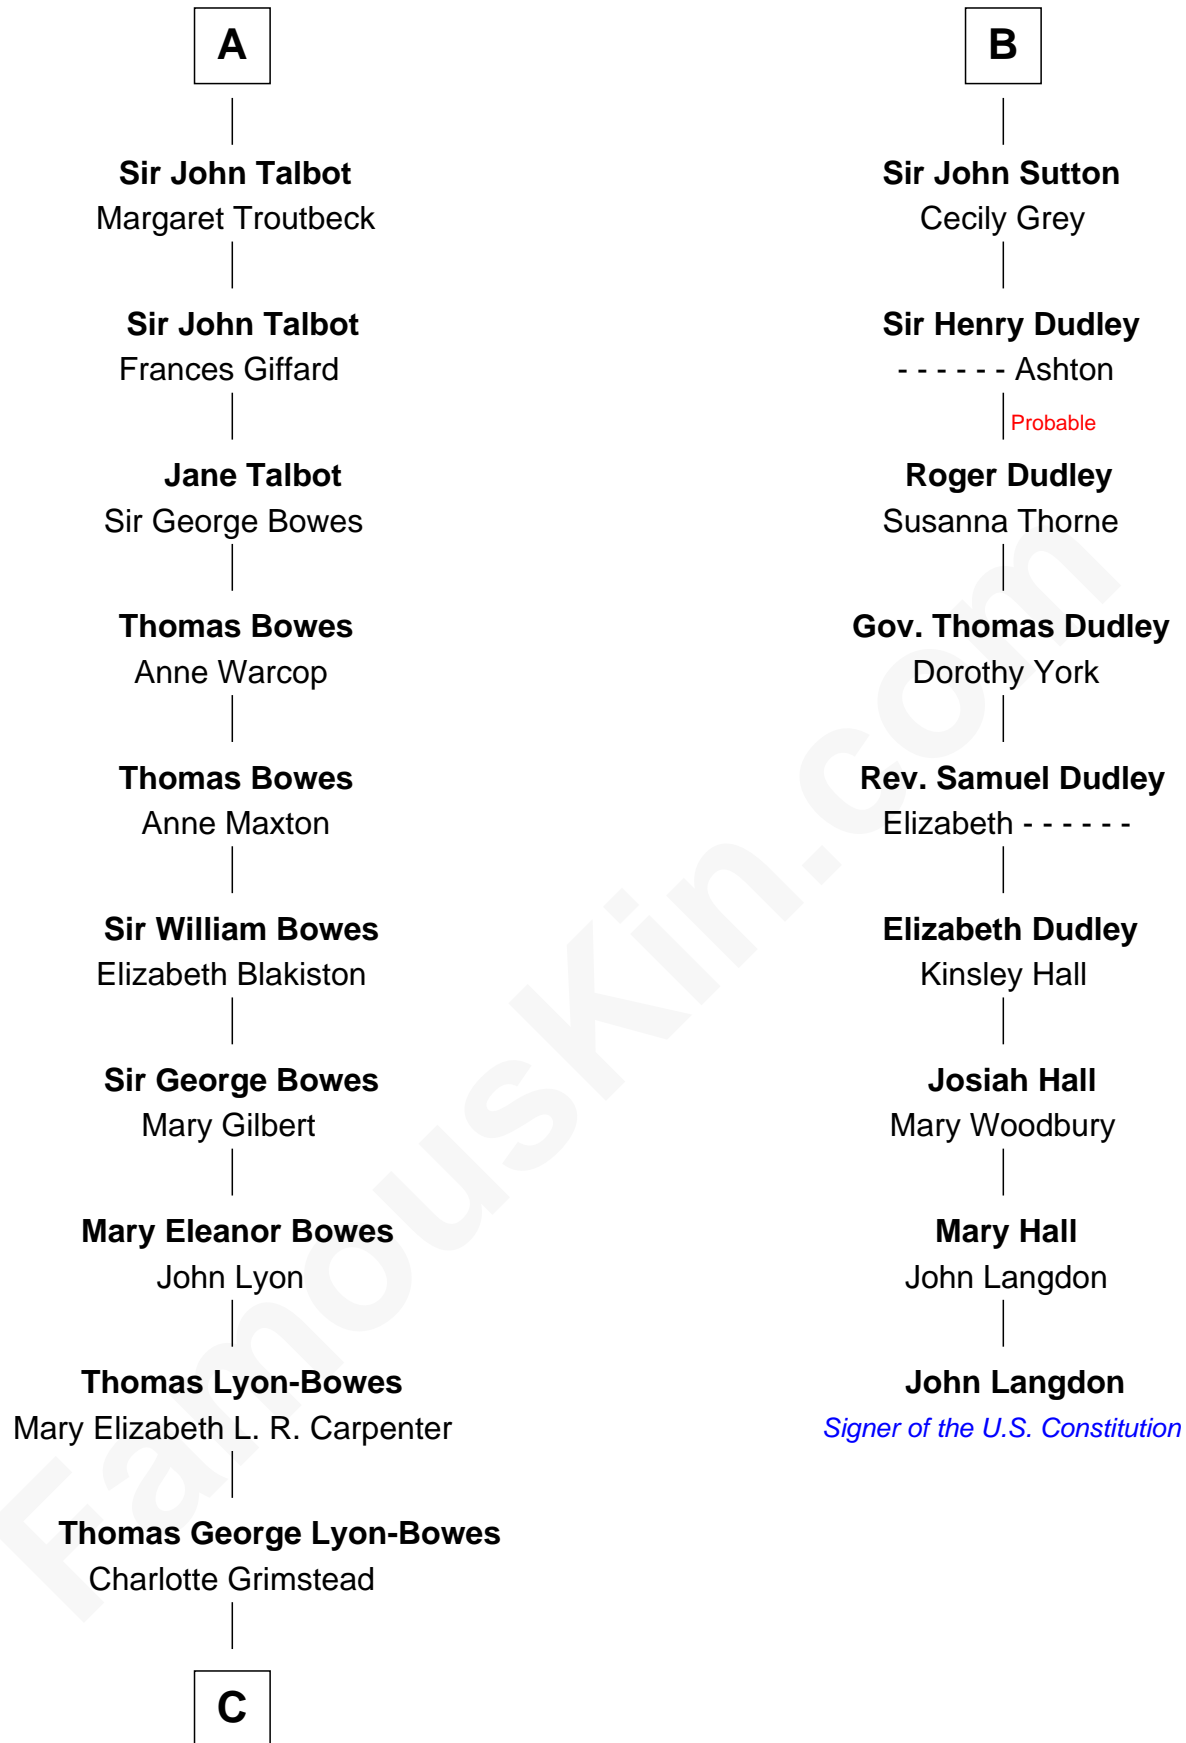 A
Sir John Talbot
Margaret Troutbeck
Sir John Talbot
Frances Giffard
Jane Talbot
Sir George Bowes
Thomas Bowes
Anne Warcop
Thomas Bowes
Anne Maxton
Sir William Bowes
Elizabeth Blakiston
Sir George Bowes
Mary Gilbert
Mary Eleanor Bowes
John Lyon
Thomas Lyon-Bowes
Mary Elizabeth L. R. Carpenter
Thomas George Lyon-Bowes
Charlotte Grimstead
C
B
Sir John Sutton
Cecily Grey
Sir Henry Dudley
- - - - - - Ashton
Probable
Roger Dudley
Susanna Thorne
Gov. Thomas Dudley
Dorothy York
Rev. Samuel Dudley
Elizabeth - - - - - -
Elizabeth Dudley
Kinsley Hall
Josiah Hall
Mary Woodbury
Mary Hall
John Langdon
John Langdon
Signer of the U.S. Constitution
FamousKin.com